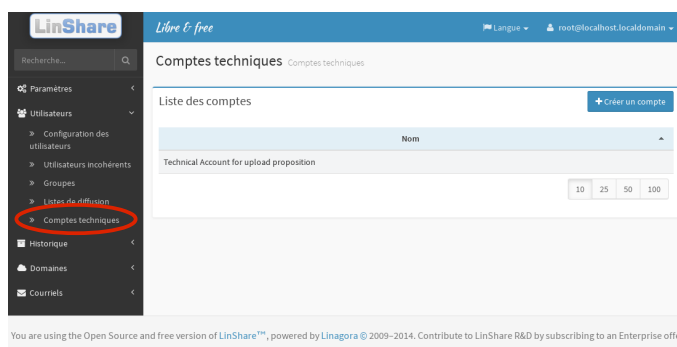 LinShare
Libre & free
Langue
root@localhost.localdomain
Recherche...
Comptes techniques Comptes techniques
Paramètres
Utilisateurs
» Configuration des
utilisateurs
» Utilisateurs incohérents
» Groupes
» Listes de diffusion
» Comptes techniques
Historique
Domaines
Courriels
Liste des comptes
+ Créer un compte
Nom
Technical Account for upload proposition
10 25 50 100
You are using the Open Source and free version of LinShare™, powered by Linagora © 2009–2014. Contribute to LinShare R&D by subscribing to an Enterprise offe